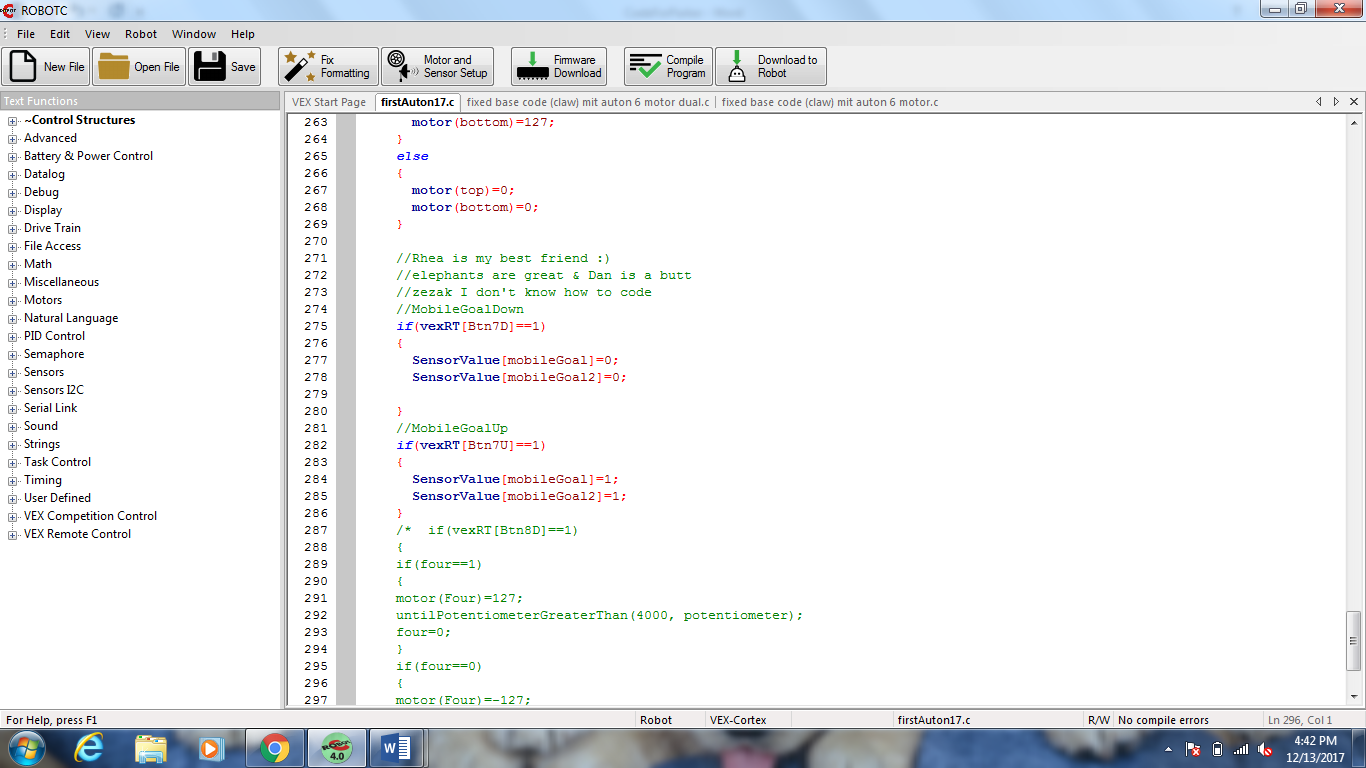 ROBOTC
File Edit View Robot Window Help
New File
Open File
Save
Fix Formatting
Motor and Sensor Setup
Firmware Download
Compile Program
Download to Robot
Text Functions
VEX Start Page firstAuton17.c fixed base code (claw) mit auton 6 motor dual.c fixed base code (claw) mit auton 6 motor.c
~Control Structures
Advanced
Battery & Power Control
Datalog
Debug
Display
Drive Train
File Access
Math
Miscellaneous
Motors
Natural Language
PID Control
Semaphore
Sensors
Sensors I2C
Serial Link
Sound
Strings
Task Control
Timing
User Defined
VEX Competition Control
VEX Remote Control
263 motor(bottom)=127;
264 }
265 else
266 {
267 motor(top)=0;
268 motor(bottom)=0;
269 }
270
271 //Rhea is my best friend :)
272 //elephants are great & Dan is a butt
273 //zezak I don't know how to code
274 //MobileGoalDown
275 if(vexRT[Btn7D]==1)
276 {
277 SensorValue[mobileGoal]=0;
278 SensorValue[mobileGoal2]=0;
279
280 }
281 //MobileGoalUp
282 if(vexRT[Btn7U]==1)
283 {
284 SensorValue[mobileGoal]=1;
285 SensorValue[mobileGoal2]=1;
286 }
287 /* if(vexRT[Btn8D]==1)
288 {
289 if(four==1)
290 {
291 motor(Four)=127;
292 untilPotentiometerGreaterThan(4000, potentiometer);
293 four=0;
294 }
295 if(four==0)
296 {
297 motor(Four)=-127;
For Help, press F1
Robot VEX-Cortex firstAuton17.c R/W No compile errors Ln 296, Col 1
4.0
W
4:42 PM
12/13/2017